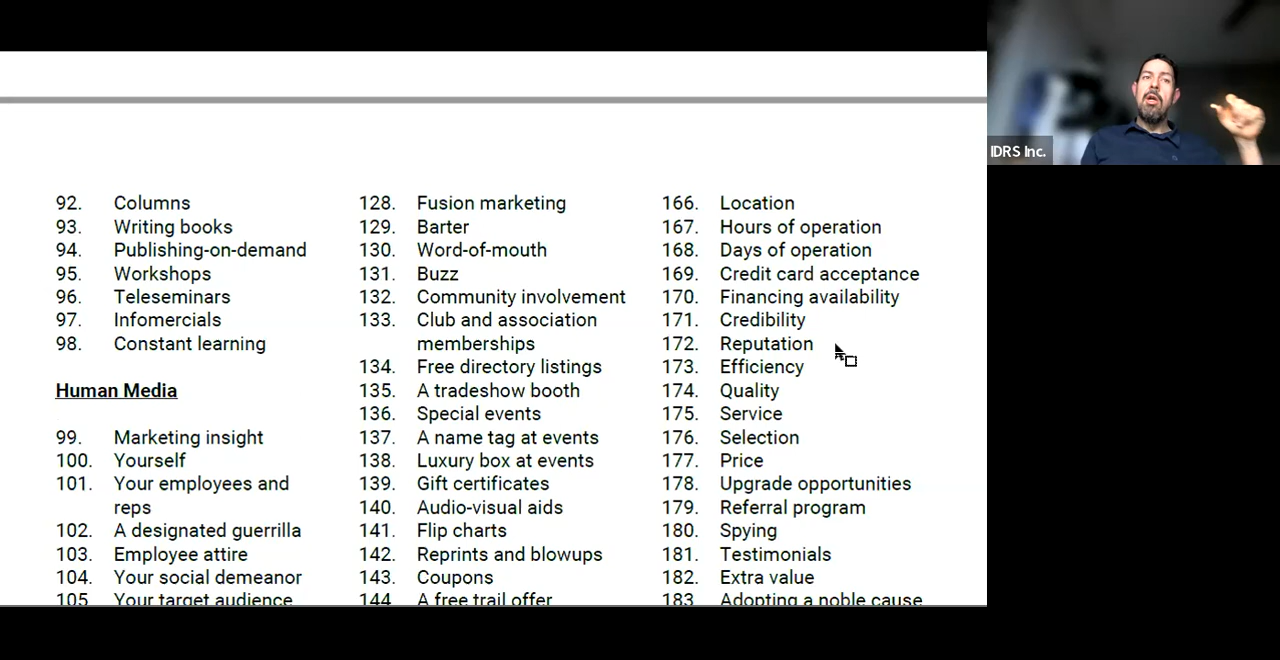 92. Columns
93. Writing books
94. Publishing-on-demand
95. Workshops
96. Teleseminars
97. Infomercials
98. Constant learning
Human Media
99. Marketing insight
100. Yourself
101. Your employees and
reps
102. A designated guerrilla
103. Employee attire
104. Your social demeanor
105 Your target audience
128. Fusion marketing
129. Barter
130. Word-of-mouth
131. Buzz
132. Community involvement
133. Club and association
memberships
134. Free directory listings
135. A tradeshow booth
136. Special events
137. A name tag at events
138. Luxury box at events
139. Gift certificates
140. Audio-visual aids
141. Flip charts
142. Reprints and blowups
143. Coupons
144 A free trail offer
166. Location
167. Hours of operation
168. Days of operation
169. Credit card acceptance
170. Financing availability
171. Credibility
172. Reputation
173. Efficiency
174. Quality
175. Service
176. Selection
177. Price
178. Upgrade opportunities
179. Referral program
180. Spying
181. Testimonials
182. Extra value
183 Adopting a noble cause
IDRS Inc.